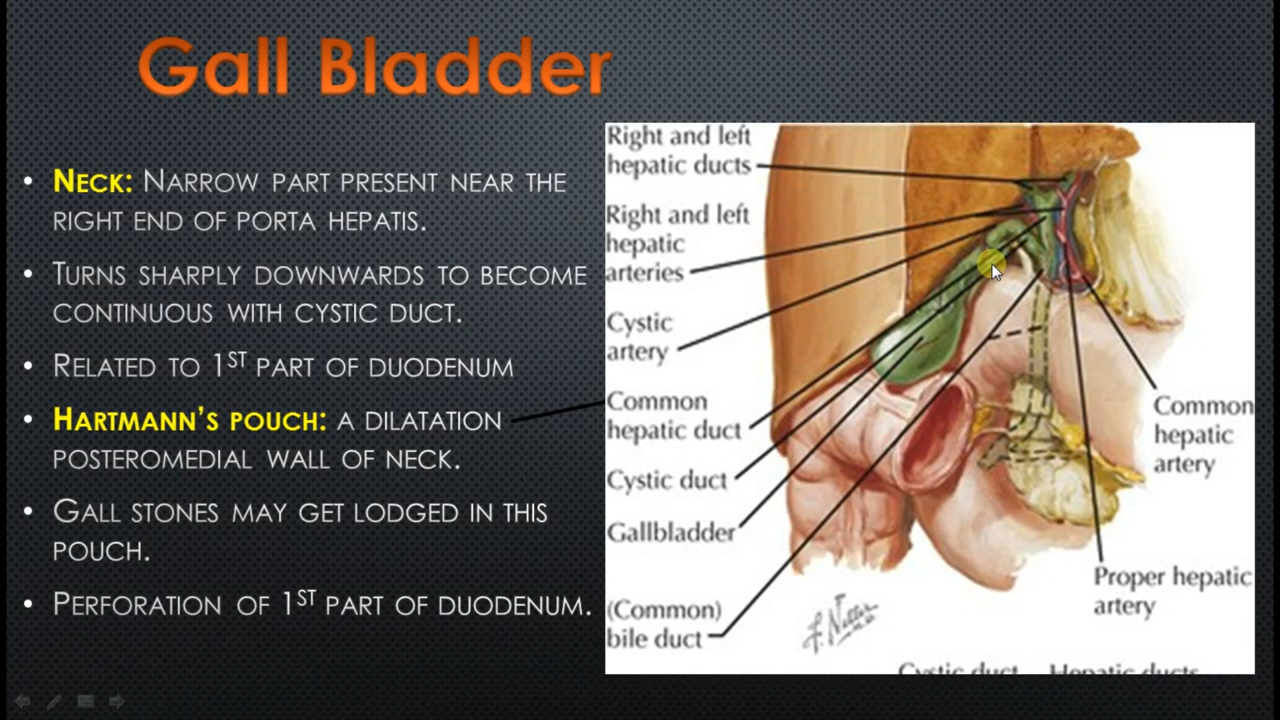 Gall Bladder
• Neck: Narrow part present near the
right end of porta hepatis.
• Turns sharply downwards to become
continuous with cystic duct.
• Related to 1st part of duodenum
• Hartmann's pouch: a dilatation
posteromedial wall of neck.
• Gall stones may get lodged in this
pouch.
• Perforation of 1st part of duodenum.
Right and left
hepatic ducts
Right and left
hepatic
arteries
Cystic
artery
Common
hepatic duct
Cystic duct
Gallbladder
(Common)
bile duct
Common
hepatic
artery
Proper hepatic
artery
F. Netter
Cystic duct Hepatic ducts